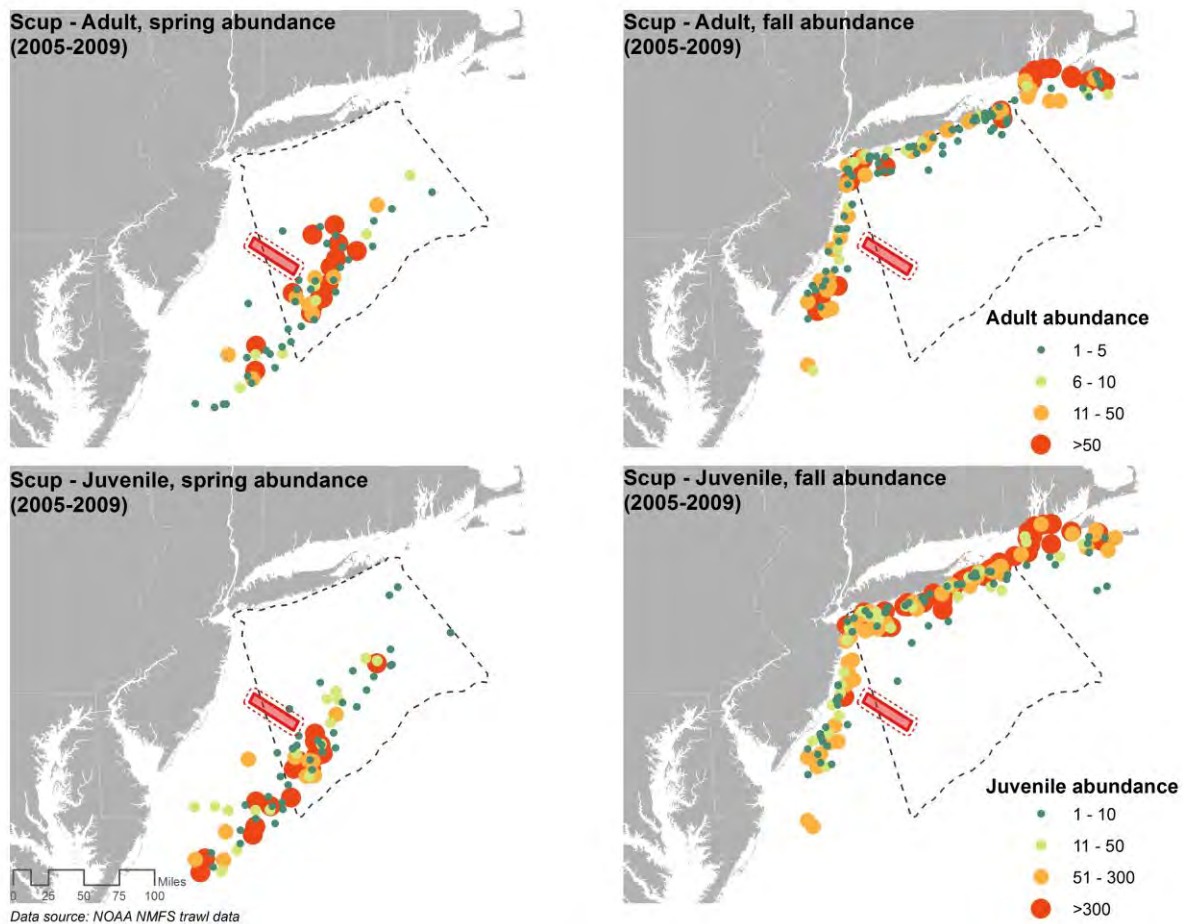 Scup - Adult, spring abundance
(2005-2009)
Scup - Adult, fall abundance
(2005-2009)
Adult abundance
1 - 5
6 - 10
11 - 50
>50
Scup - Juvenile, spring abundance
(2005-2009)
Scup - Juvenile, fall abundance
(2005-2009)
Juvenile abundance
1 - 10
11 - 50
51 - 300
>300
Miles
0 25 50 75 100
Data source: NOAA NMFS trawl data